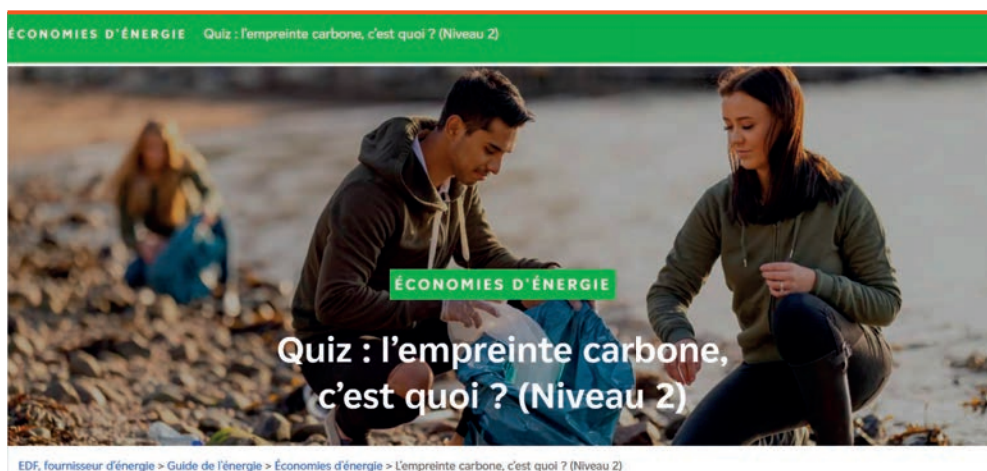 ÉCONOMIES D'ÉNERGIE Quiz : l'empreinte carbone, c'est quoi ? (Niveau 2)
ÉCONOMIES D'ÉNERGIE
Quiz : l'empreinte carbone,
c'est quoi ? (Niveau 2)
EDF, fournisseur d'énergie > Guide de l'énergie > Économies d'énergie > L'empreinte carbone, c'est quoi ? (Niveau 2)